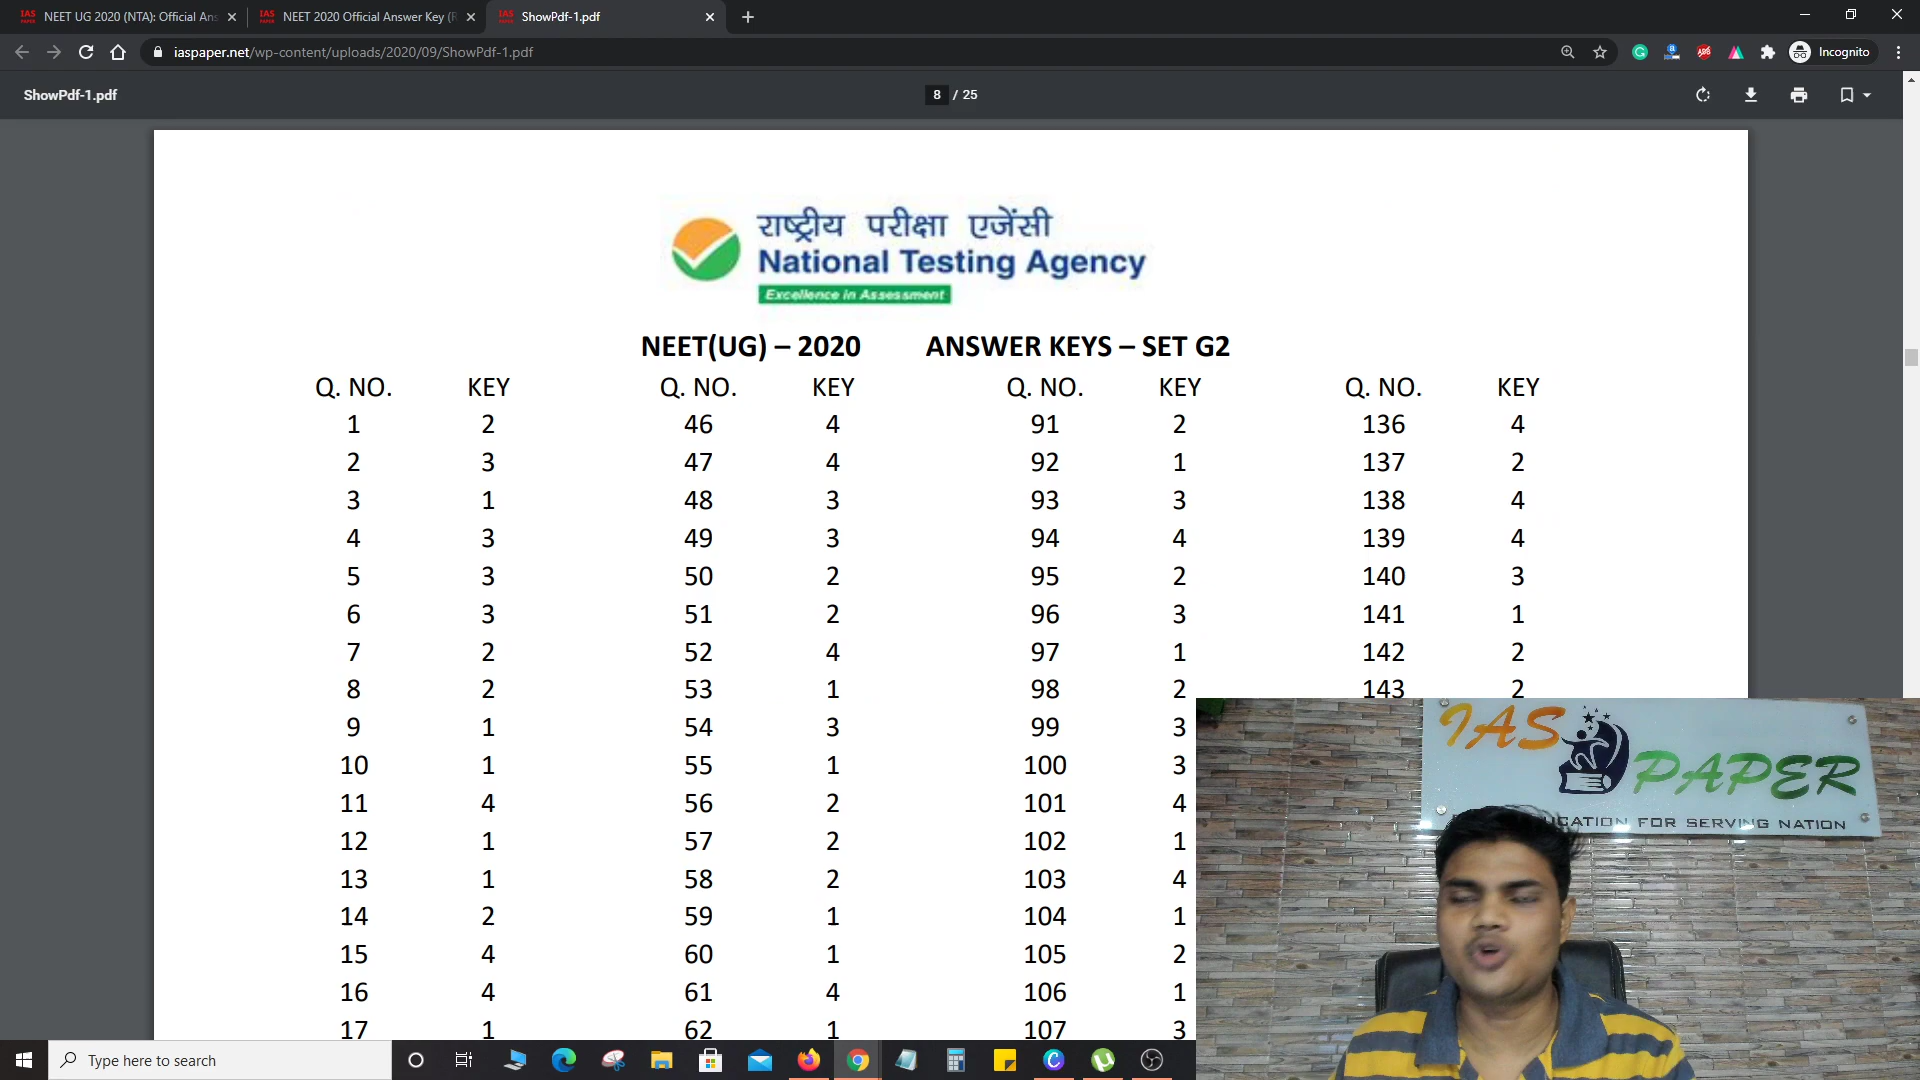 NEET UG 2020 (NTA): Official Ans
NEET 2020 Official Answer Key (R
ShowPdf-1.pdf
iaspaper.net/wp-content/uploads/2020/09/ShowPdf-1.pdf
Incognito
ShowPdf-1.pdf
8 / 25
राष्ट्रीय परीक्षा एजेंसी
National Testing Agency
Excellence in Assessment
NEET(UG) – 2020 ANSWER KEYS – SET G2
Q. NO. KEY Q. NO. KEY Q. NO. KEY Q. NO. KEY
1 2 46 4 91 2 136 4
2 3 47 4 92 1 137 2
3 1 48 3 93 3 138 4
4 3 49 3 94 4 139 4
5 3 50 2 95 2 140 3
6 3 51 2 96 3 141 1
7 2 52 4 97 1 142 2
8 2 53 1 98 2 143 2
9 1 54 3 99 3
10 1 55 1 100 3
11 4 56 2 101 4
12 1 57 2 102 1
13 1 58 2 103 4
14 2 59 1 104 1
15 4 60 1 105 2
16 4 61 4 106 1
17 1 62 1 107 3
IAS
PAPER
FOR SERVING NATION
Type here to search